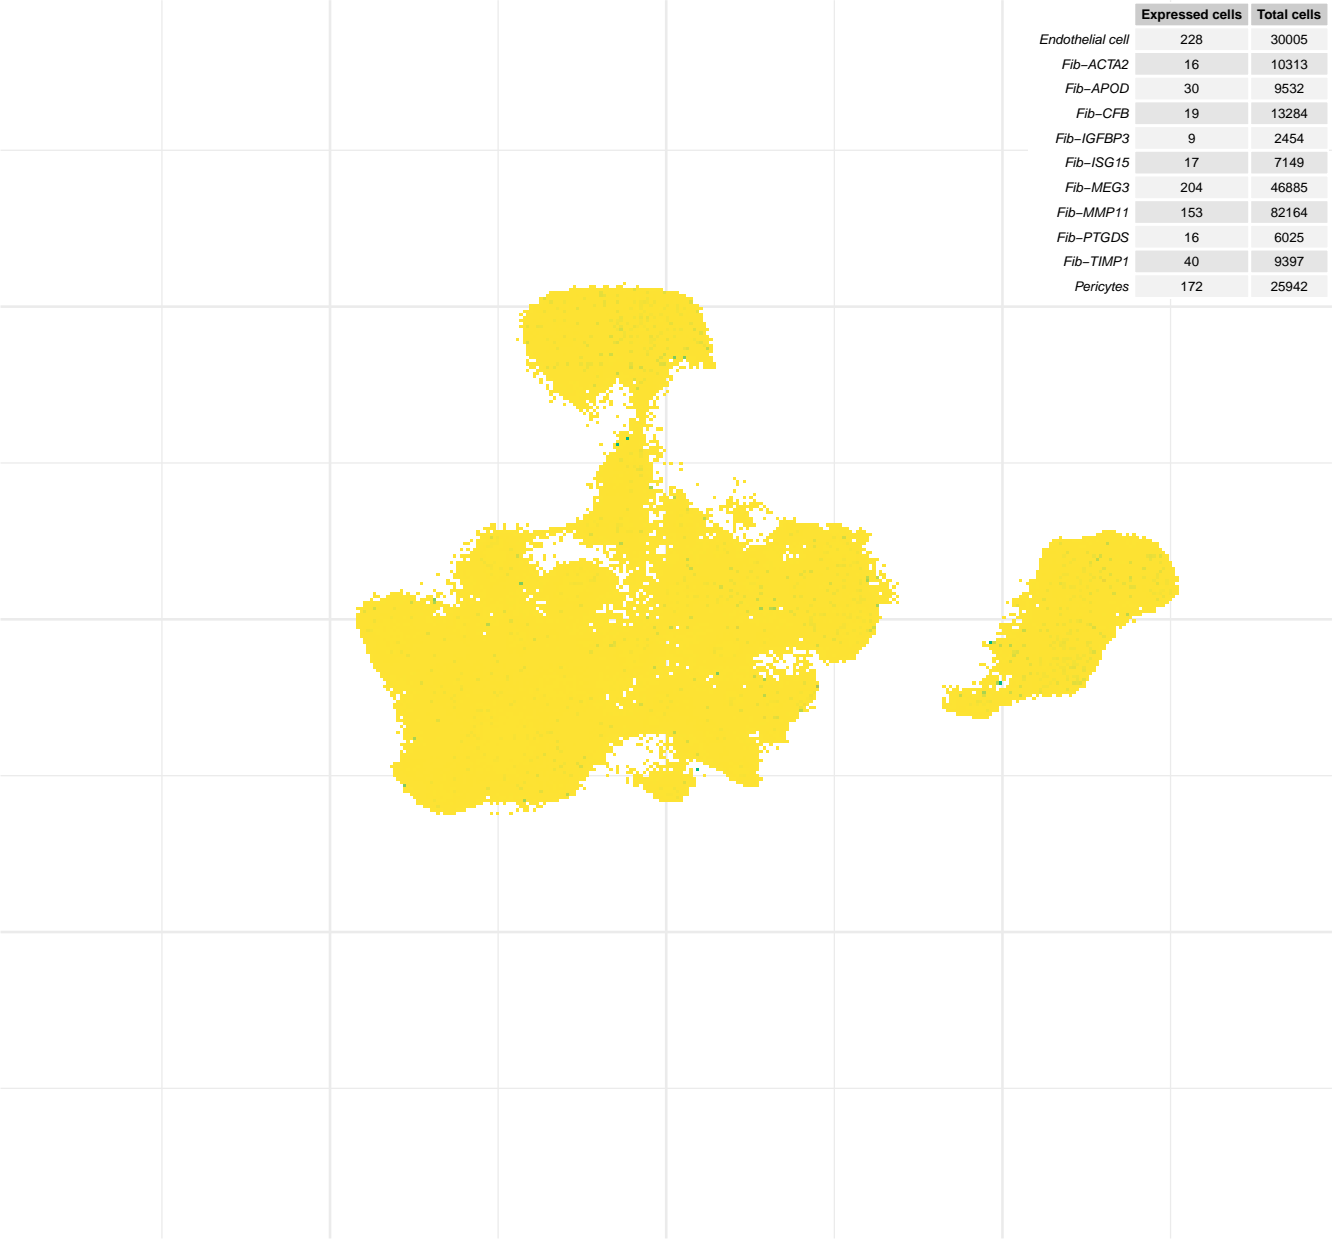 Expressed cells Total cells
Endothelial cell 228 30005
Fib−ACTA2 16 10313
Fib−APOD 30 9532
Fib−CFB 19 13284
Fib−IGFBP3 9 2454
Fib−ISG15 17 7149
Fib−MEG3 204 46885
Fib−MMP11 153 82164
Fib−PTGDS 16 6025
Fib−TIMP1 40 9397
Pericytes 172 25942